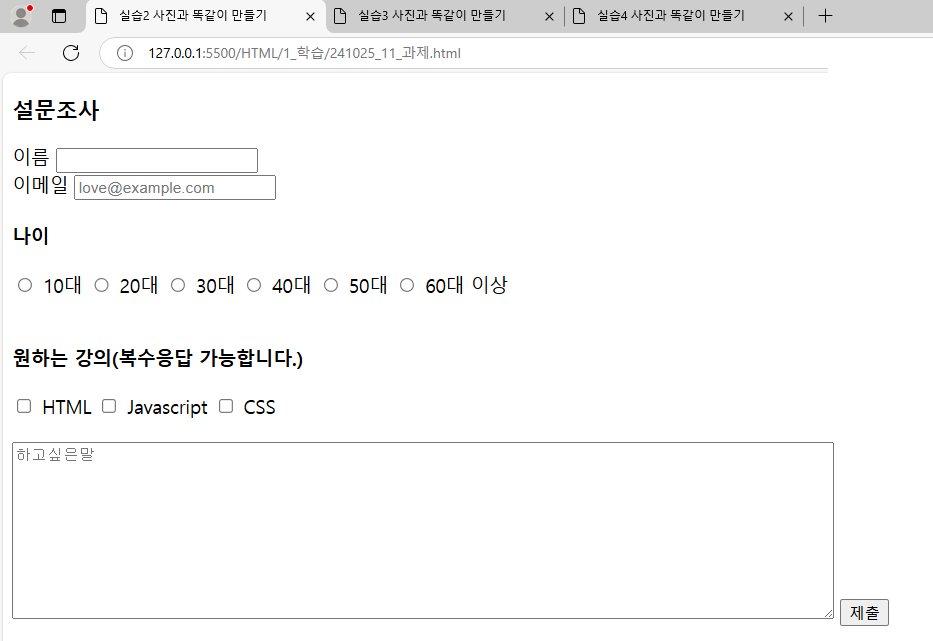 실습2 사진과 똑같이 만들기 실습3 사진과 똑같이 만들기 실습4 사진과 똑같이 만들기
127.0.0.1:5500/HTML/1_학습/241025_11_과제.html
설문조사
이름
이메일 love@example.com
나이
10대 20대 30대 40대 50대 60대 이상
원하는 강의(복수응답 가능합니다.)
HTML Javascript CSS
하고싶은말
제출